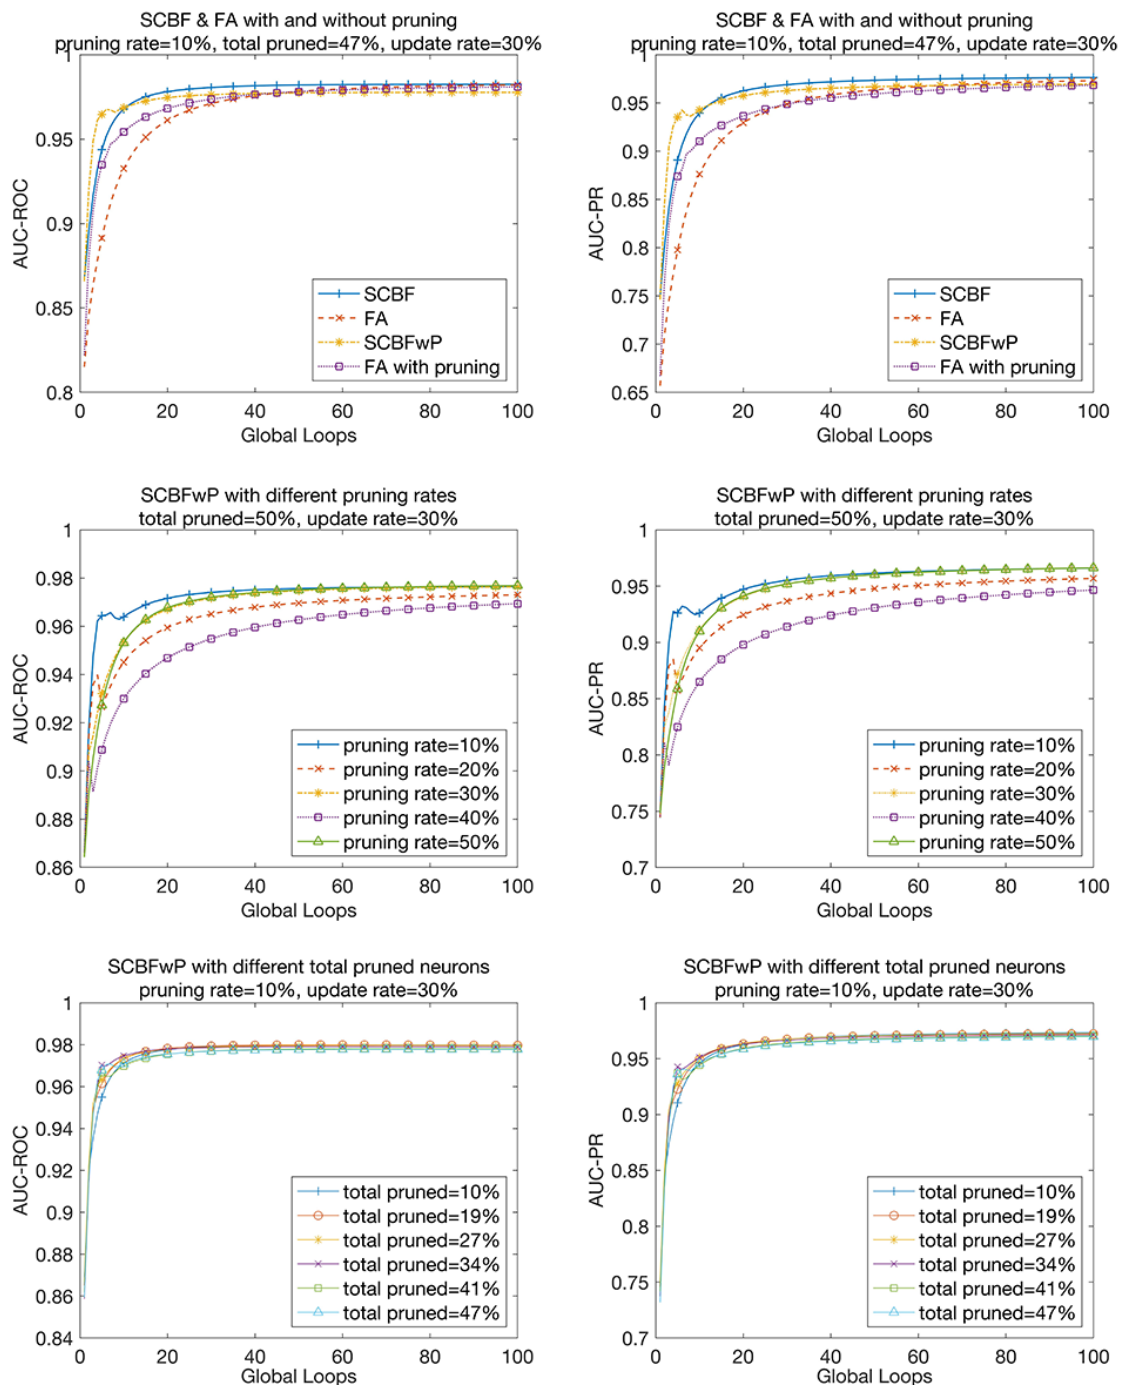 SCBF & FA with and without pruning
pruning rate=10%, total pruned=47%, update rate=30%
1
0.95
0.9
0.85
0.8
AUC-ROC
SCBF
FA
SCBFwP
FA with pruning
0 20 40 60 80 100
Global Loops
SCBF & FA with and without pruning
pruning rate=10%, total pruned=47%, update rate=30%
1
0.95
0.9
0.85
0.8
0.75
0.7
0.65
AUC-PR
SCBF
FA
SCBFwP
FA with pruning
0 20 40 60 80 100
Global Loops
SCBFwP with different pruning rates
total pruned=50%, update rate=30%
1
0.98
0.96
0.94
0.92
0.9
0.88
0.86
AUC-ROC
pruning rate=10%
pruning rate=20%
pruning rate=30%
pruning rate=40%
pruning rate=50%
0 20 40 60 80 100
Global Loops
SCBFwP with different pruning rates
total pruned=50%, update rate=30%
1
0.95
0.9
0.85
0.8
0.75
0.7
AUC-PR
pruning rate=10%
pruning rate=20%
pruning rate=30%
pruning rate=40%
pruning rate=50%
0 20 40 60 80 100
Global Loops
SCBFwP with different total pruned neurons
pruning rate=10%, update rate=30%
1
0.98
0.96
0.94
0.92
0.9
0.88
0.86
0.84
AUC-ROC
total pruned=10%
total pruned=19%
total pruned=27%
total pruned=34%
total pruned=41%
total pruned=47%
0 20 40 60 80 100
Global Loops
SCBFwP with different total pruned neurons
pruning rate=10%, update rate=30%
1
0.95
0.9
0.85
0.8
0.75
0.7
AUC-PR
total pruned=10%
total pruned=19%
total pruned=27%
total pruned=34%
total pruned=41%
total pruned=47%
0 20 40 60 80 100
Global Loops